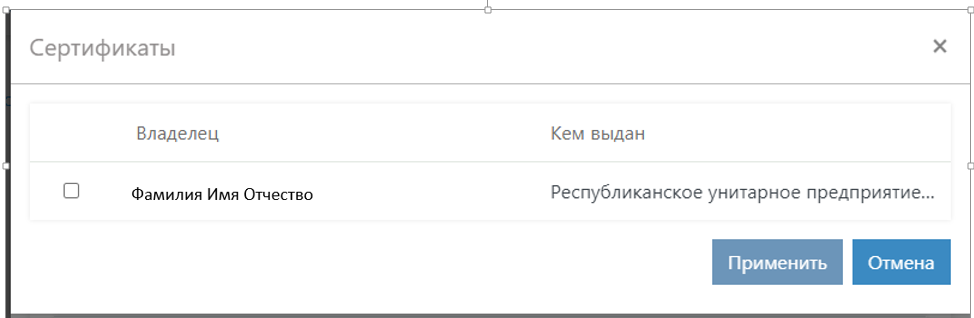 Сертификаты
Владелец Кем выдан
Фамилия Имя Отчество Республиканское унитарное предприятие...
Применить Отмена